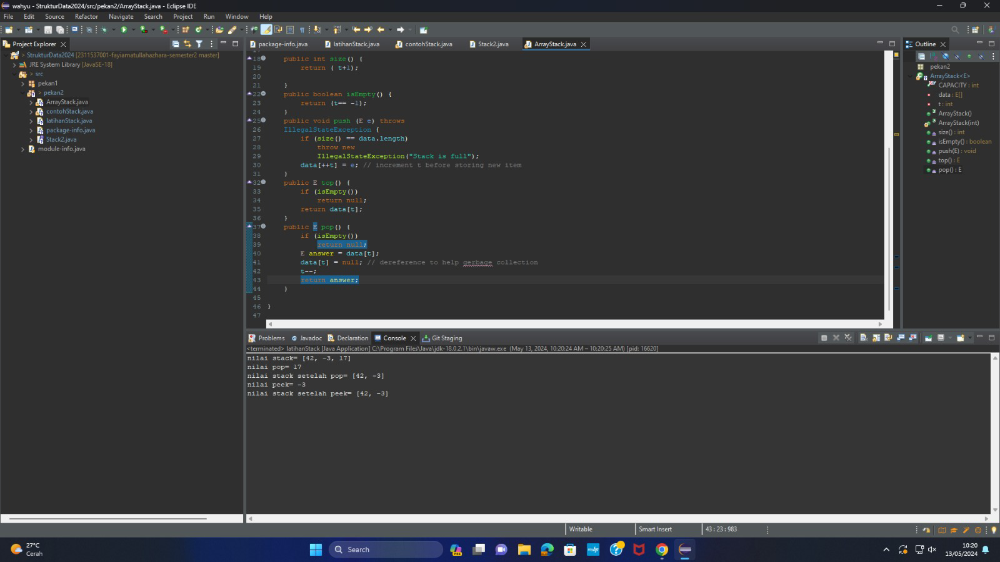 wahyu - StrukturData2024/src/pekan2/ArrayStack.java - Eclipse IDE
File Edit Source Refactor Navigate Search Project Run Window Help
Project Explorer
package-info.java latihanStack.java contohStack.java Stack2.java ArrayStack.java
Outline
> StrukturData2024 [2311537001-fayiamatullahazhara-semester2 master]
JRE System Library [JavaSE-18]
> src
pekan1
> pekan2
ArrayStack.java
contohStack.java
latihanStack.java
package-info.java
Stack2.java
module-info.java
18 public int size() {
19 return ( t+1);
20
21 }
22 public boolean isEmpty() {
23 return (t== -1);
24 }
25 public void push (E e) throws
26 IllegalStateException {
27 if (size() == data.length)
28 throw new
29 IllegalStateException("Stack is full");
30 data[++t] = e; // increment t before storing new item
31 }
32 public E top() {
33 if (isEmpty())
34 return null;
35 return data[t];
36 }
37 public E pop() {
38 if (isEmpty())
39 return null;
40 E answer = data[t];
41 data[t] = null; // dereference to help gerbage collection
42 t--;
43 return answer;
44 }
45
46 }
47
pekan2
ArrayStack<E>
CAPACITY : int
data : E[]
t : int
ArrayStack()
ArrayStack(int)
size() : int
isEmpty() : boolean
push(E) : void
top() : E
pop() : E
Problems Javadoc Declaration Console Git Staging
<terminated> latihanStack [Java Application] C:\Program Files\Java\jdk-18.0.2.1\bin\javaw.exe (May 13, 2024, 10:20:24 AM – 10:20:25 AM) [pid: 16620]
nilai stack= [42, -3, 17]
nilai pop= 17
nilai stack setelah pop= [42, -3]
nilai peek= -3
nilai stack setelah peek= [42, -3]
Writable Smart Insert 43 : 23 : 983
27°C
Cerah
Search
PRE
10:20
13/05/2024